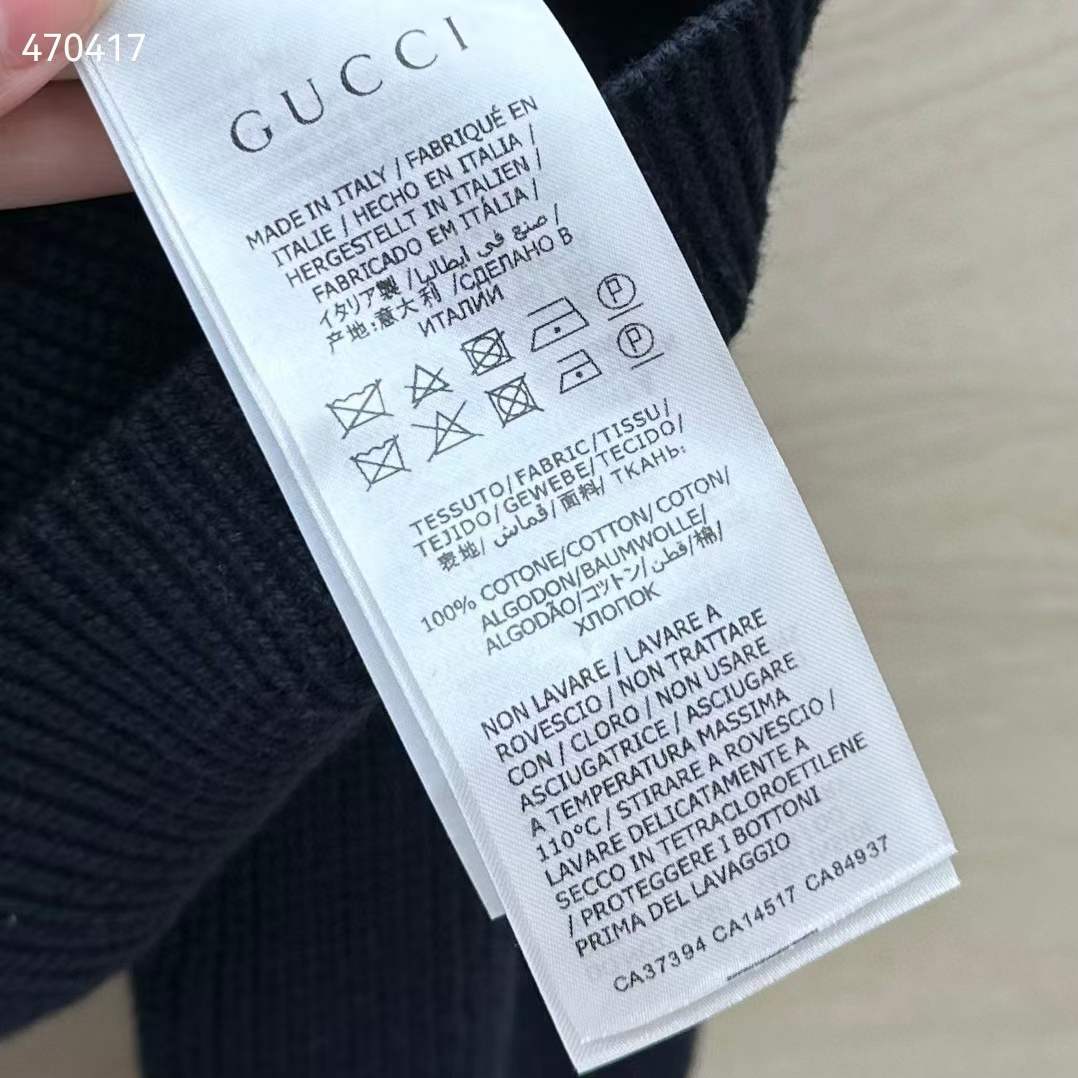 470417
GUCCI
MADE IN ITALY / FABRIQUÉ EN
ITALIE / HECHO EN ITALIA /
HERGESTELLT IN ITALIEN /
FABRICADO EM ITÁLIA /
イタリア製 / صنع في ايطاليا /
产地:意大利 /СДЕЛАНО В
ИТАЛИИ
P
P
TESSUTO/FABRIC/TISSU/
TEJIDO/GEWEBE/TECIDO/
表地/ قماش/面料/ ТКАНЬ:
100% COTONE/COTTON/COTON/
ALGODON/BAUMWOLLE/
ALGODÃO/コットン/قطن/棉/
ХЛОПОК
NON LAVARE / LAVARE A
ROVESCIO / NON TRATTARE
CON / CLORO / NON USARE
ASCIUGATRICE / ASCIUGARE
A TEMPERATURA MASSIMA
110°C / STIRARE A ROVESCIO /
LAVARE DELICATAMENTE A
SECCO IN TETRACLOROETILENE
/ PROTEGGERE I BOTTONI
PRIMA DEL LAVAGGIO
CA37394 CA14517 CA84937